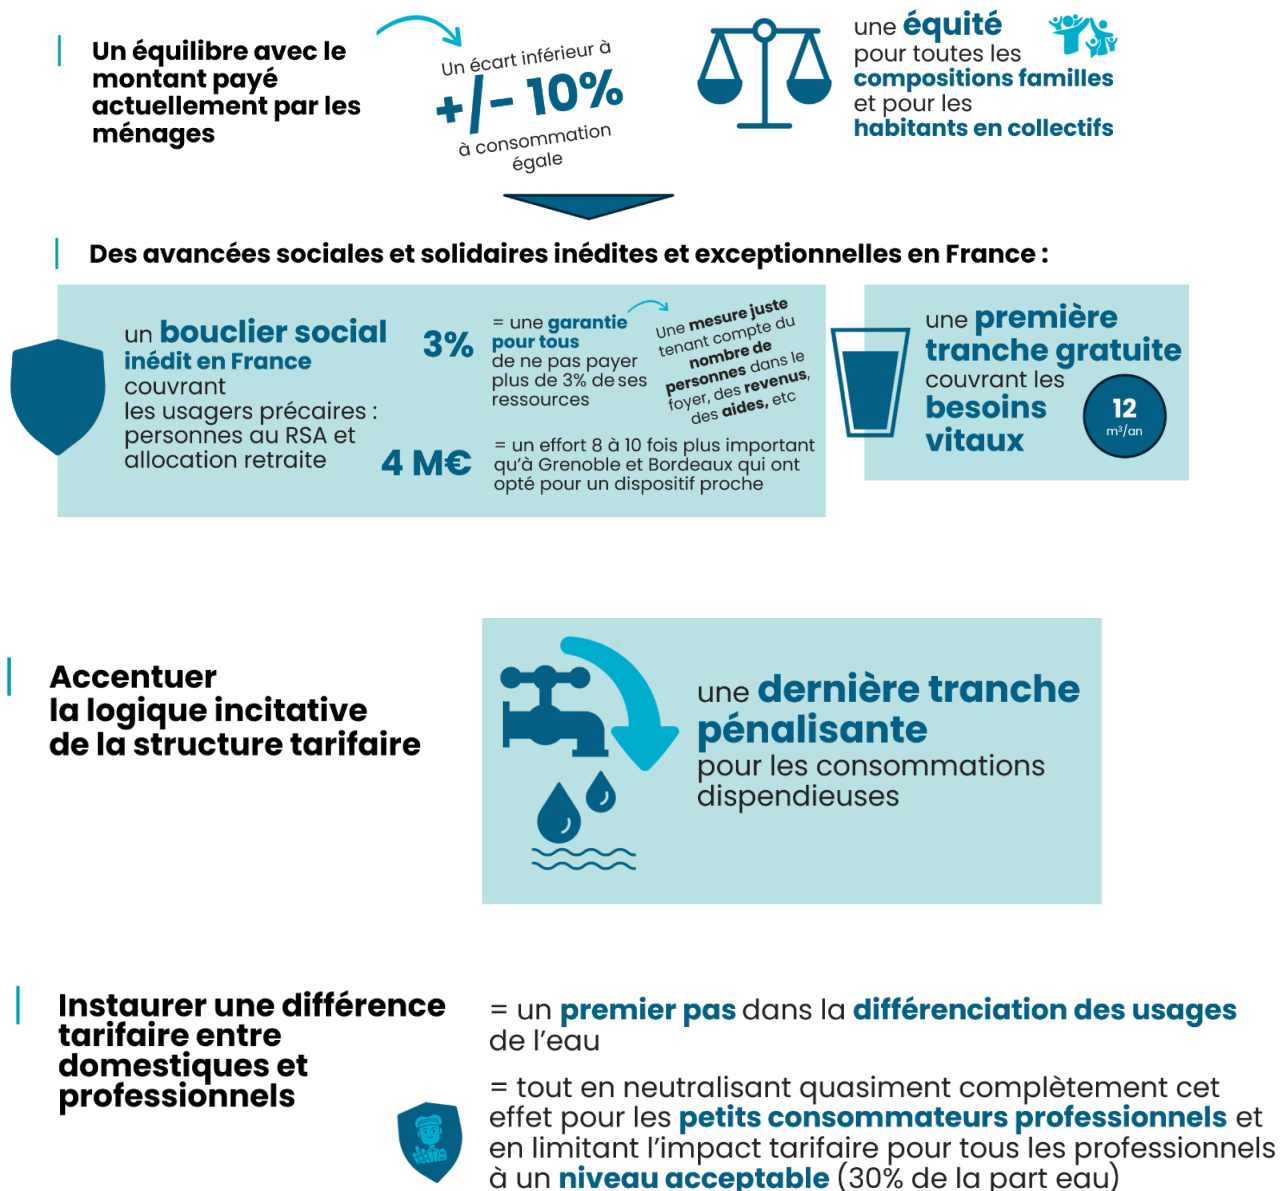 Un équilibre avec le
montant payé
actuellement par les
ménages
Un écart inférieur à
+/- 10%
à consommation
égale
une équité
pour toutes les
compositions familles
et pour les
habitants en collectifs
Des avancées sociales et solidaires inédites et exceptionnelles en France :
un bouclier social
inédit en France
couvrant
les usagers précaires :
personnes au RSA et
allocation retraite
3%
= une garantie
pour tous
de ne pas payer
plus de 3% de ses
ressources
Une mesure juste
tenant compte du
nombre de
personnes dans le
foyer, des revenus,
des aides, etc
4 M€
= un effort 8 à 10 fois plus important
qu'à Grenoble et Bordeaux qui ont
opté pour un dispositif proche
une première
tranche gratuite
couvrant les
besoins
vitaux
12
m³/an
Accentuer
la logique incitative
de la structure tarifaire
une dernière tranche
pénalisante
pour les consommations
dispendieuses
Instaurer une différence
tarifaire entre
domestiques et
professionnels
= un premier pas dans la différenciation des usages
de l'eau
= tout en neutralisant quasiment complètement cet
effet pour les petits consommateurs professionnels et
en limitant l'impact tarifaire pour tous les professionnels
à un niveau acceptable (30% de la part eau)